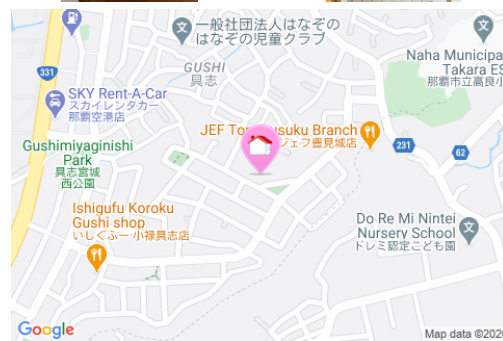 一般社団法人はなぞの
はなぞの児童クラブ
Naha Municipa
Takara ES
那覇市立高良小
GUSHI
具志
331
SKY Rent-A-Car
スカイレンタカー
那覇空港店
JEF Tom
usuku Branch
ジェフ豊見城店
231
62
Gushimiyaginishi
Park
具志宮城
西公園
Ishigufu Koroku
Gushi shop
いしぐふー 小禄具志店
Do Re Mi Nintei
Nursery School
ドレミ認定こども園
Google
Map data ©202